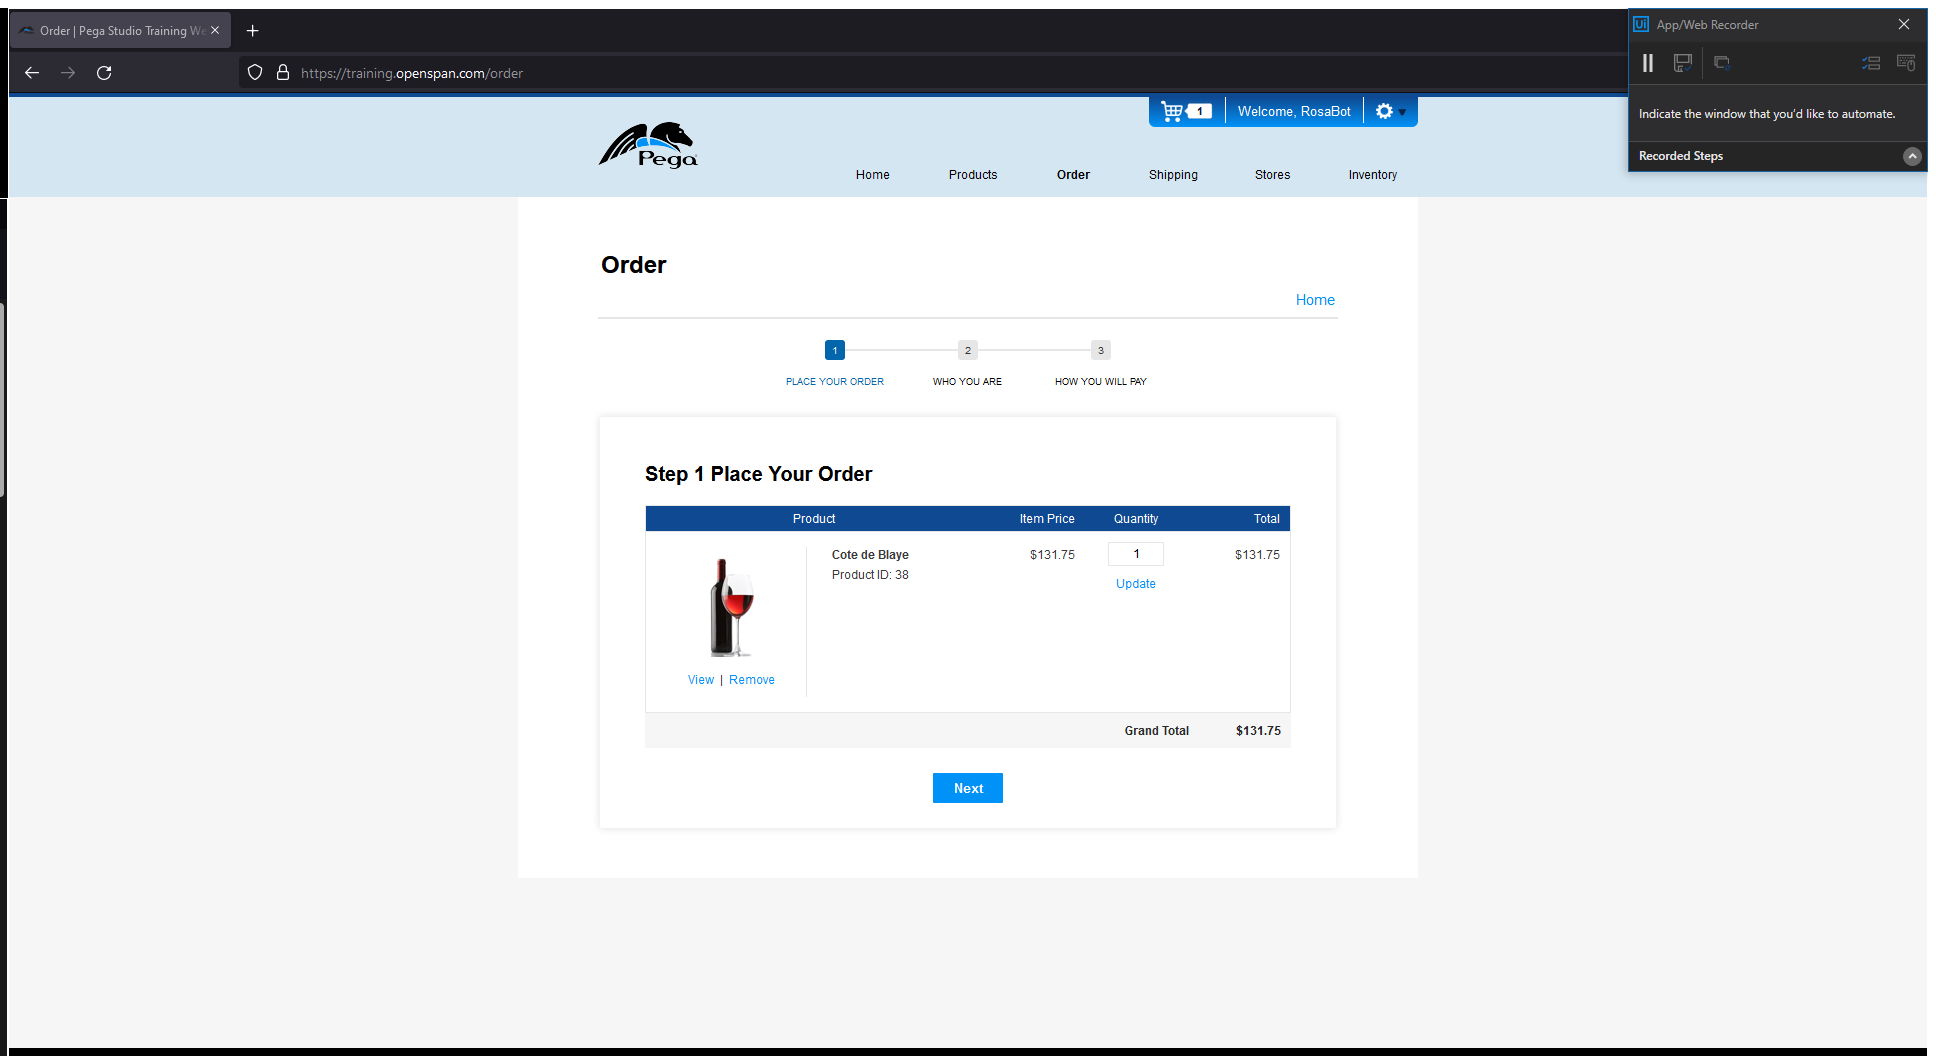 Order | Pega Studio Training We
https://training.openspan.com/order
Ui App/Web Recorder
Indicate the window that you'd like to automate.
Recorded Steps
1 Welcome, RosaBot
Pega
Home Products Order Shipping Stores Inventory
Order
Home
1 2 3
PLACE YOUR ORDER WHO YOU ARE HOW YOU WILL PAY
Step 1 Place Your Order
Product Item Price Quantity Total
Cote de Blaye $131.75 1 $131.75
Product ID: 38
Update
View | Remove
Grand Total $131.75
Next